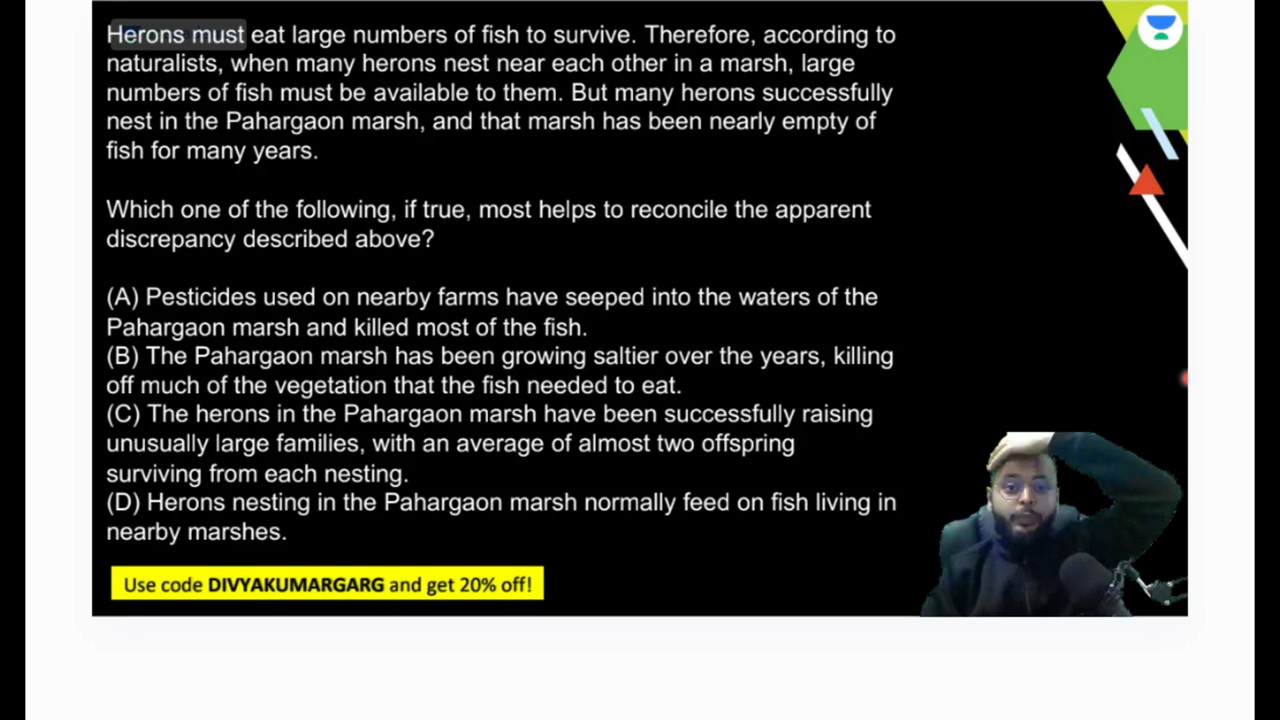 Herons must eat large numbers of fish to survive. Therefore, according to
naturalists, when many herons nest near each other in a marsh, large
numbers of fish must be available to them. But many herons successfully
nest in the Pahargaon marsh, and that marsh has been nearly empty of
fish for many years.
Which one of the following, if true, most helps to reconcile the apparent
discrepancy described above?
(A) Pesticides used on nearby farms have seeped into the waters of the
Pahargaon marsh and killed most of the fish.
(B) The Pahargaon marsh has been growing saltier over the years, killing
off much of the vegetation that the fish needed to eat.
(C) The herons in the Pahargaon marsh have been successfully raising
unusually large families, with an average of almost two offspring
surviving from each nesting.
(D) Herons nesting in the Pahargaon marsh normally feed on fish living in
nearby marshes.
Use code DIVYAKUMARGARG and get 20% off!